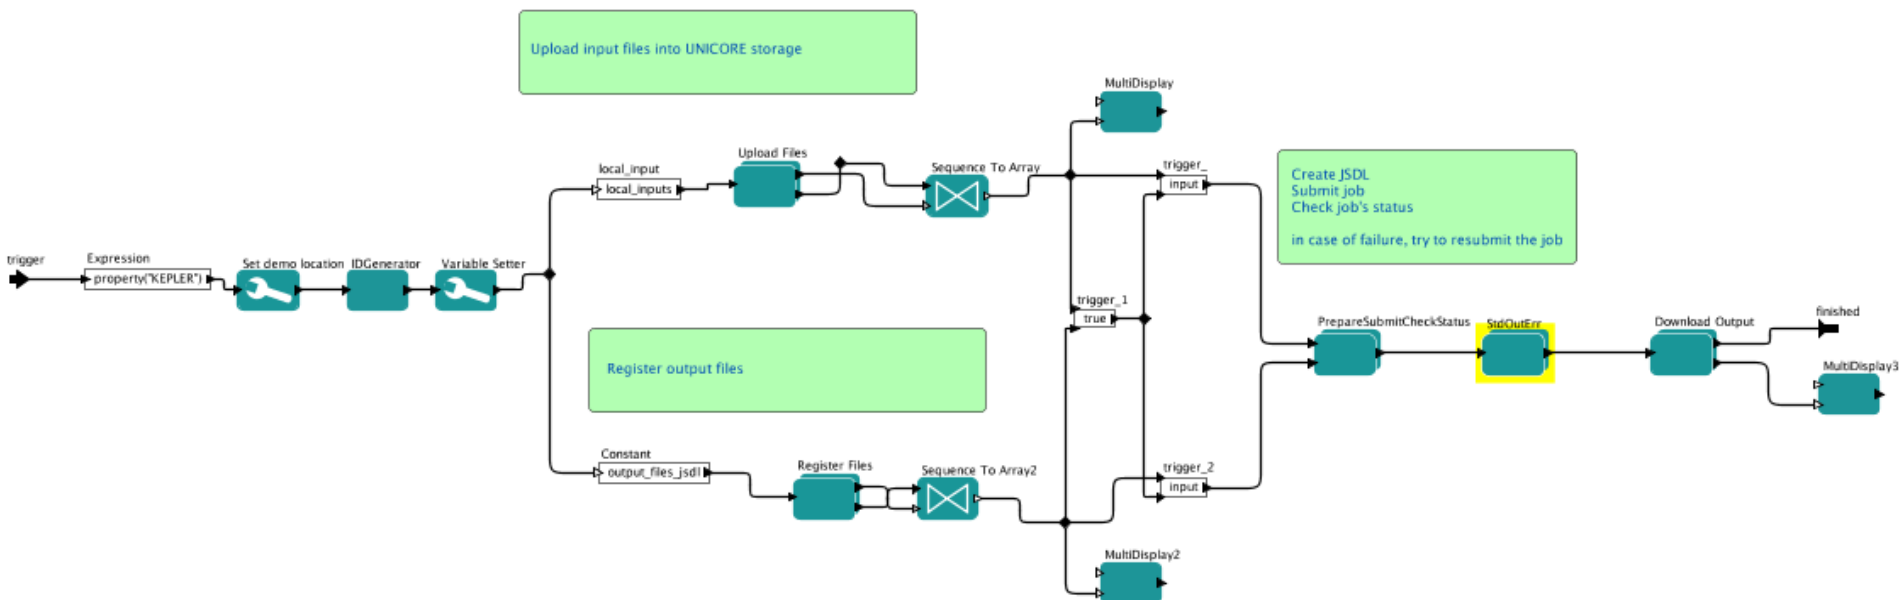 Upload input files into UNICORE storage
MultiDisplay
local_input
local_inputs
Upload Files
Sequence To Array
trigger_
input
Create JSDL
Submit job
Check job's status
in case of failure, try to resubmit the job
trigger
Expression
property("KEPLER")
Set demo location
IDGenerator
Variable Setter
trigger_1
true
Register output files
PrepareSubmitCheckStatus
StdOutErr
Download Output
finished
MultiDisplay3
Constant
output_files_jsdl
Register Files
Sequence To Array2
trigger_2
input
MultiDisplay2